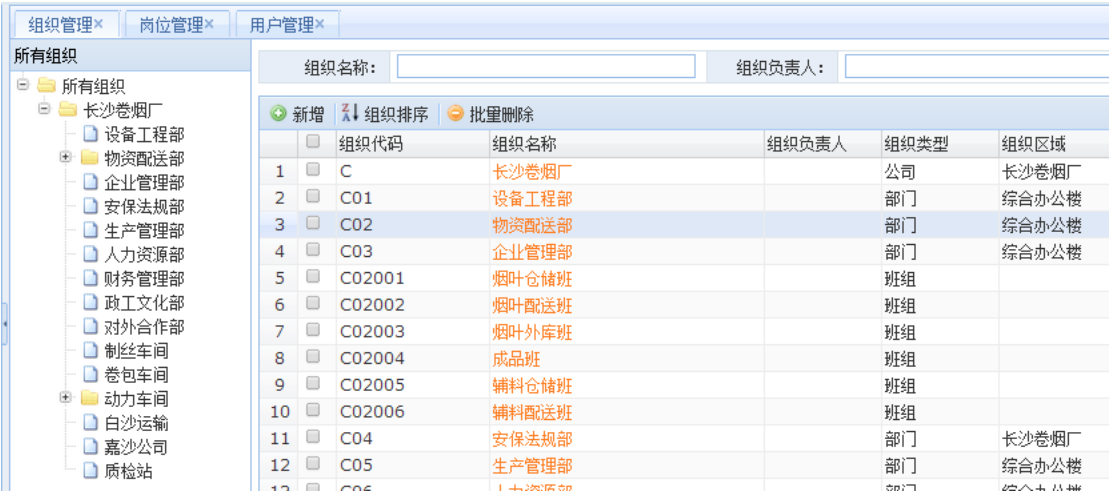 组织管理× 岗位管理× 用户管理×
所有组织
所有组织
长沙卷烟厂
设备工程部
物资配送部
企业管理部
安保法规部
生产管理部
人力资源部
财务管理部
政工文化部
对外合作部
制丝车间
卷包车间
动力车间
白沙运输
嘉沙公司
质检站
组织名称： 组织负责人：
新增 组织排序 批量删除
组织代码 组织名称 组织负责人 组织类型 组织区域
1 C 长沙卷烟厂 公司 长沙卷烟厂
2 C01 设备工程部 部门 综合办公楼
3 C02 物资配送部 部门 综合办公楼
4 C03 企业管理部 部门 综合办公楼
5 C02001 烟叶仓储班 班组
6 C02002 烟叶配送班 班组
7 C02003 烟叶外库班 班组
8 C02004 成品班 班组
9 C02005 辅料仓储班 班组
10 C02006 辅料配送班 班组
11 C04 安保法规部 部门 长沙卷烟厂
12 C05 生产管理部 部门 综合办公楼
13 C06 人力资源部 部门 综合办公楼